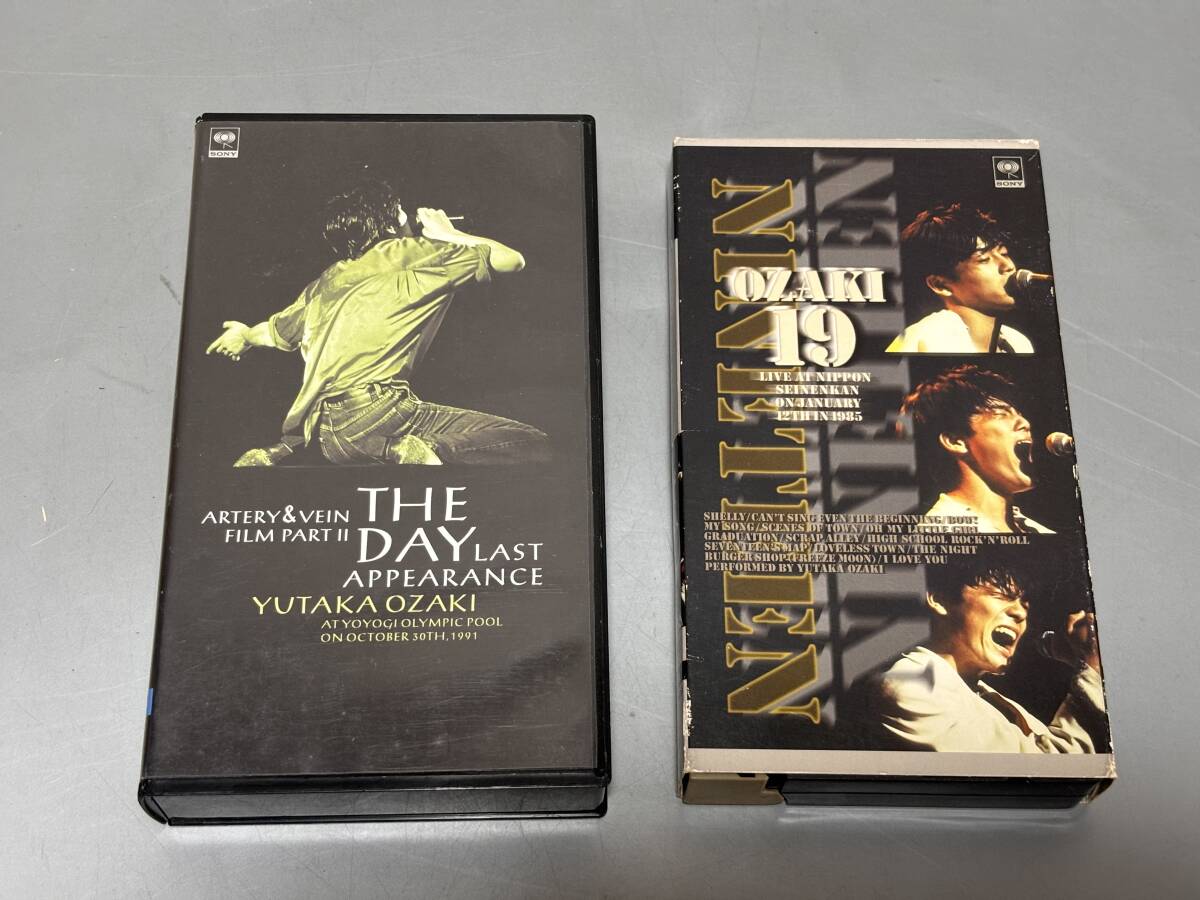 SONY
ARTERY & VEIN
FILM PART II
THE
DAY LAST
APPEARANCE
YUTAKA OZAKI
AT YOYOGI OLYMPIC POOL
ON OCTOBER 30TH, 1991
SONY
NINETEEN
NINETEEN
OZAKI
19
LIVE AT NIPPON
SEINENKAN
ON JANUARY
12TH IN 1985
SHELLY/CAN'T SING EVEN THE BEGINNING/BOW!
MY SONG/SCENES OF TOWN/OH MY LITTLE GIRL
GRADUATION/SCRAP ALLEY/HIGH SCHOOL ROCK'N'ROLL
SEVENTEEN'S MAP/LOVELESS TOWN/THE NIGHT
BURGER SHOP(FREEZE MOON)/I LOVE YOU
PERFORMED BY YUTAKA OZAKI